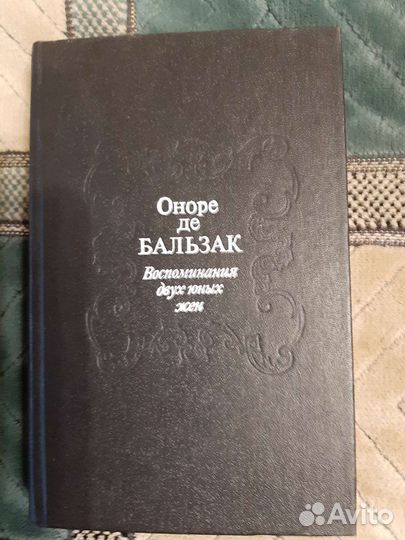 Оноре
де
БАЛЬЗАК
Воспоминания
двух юных
жен
Avito